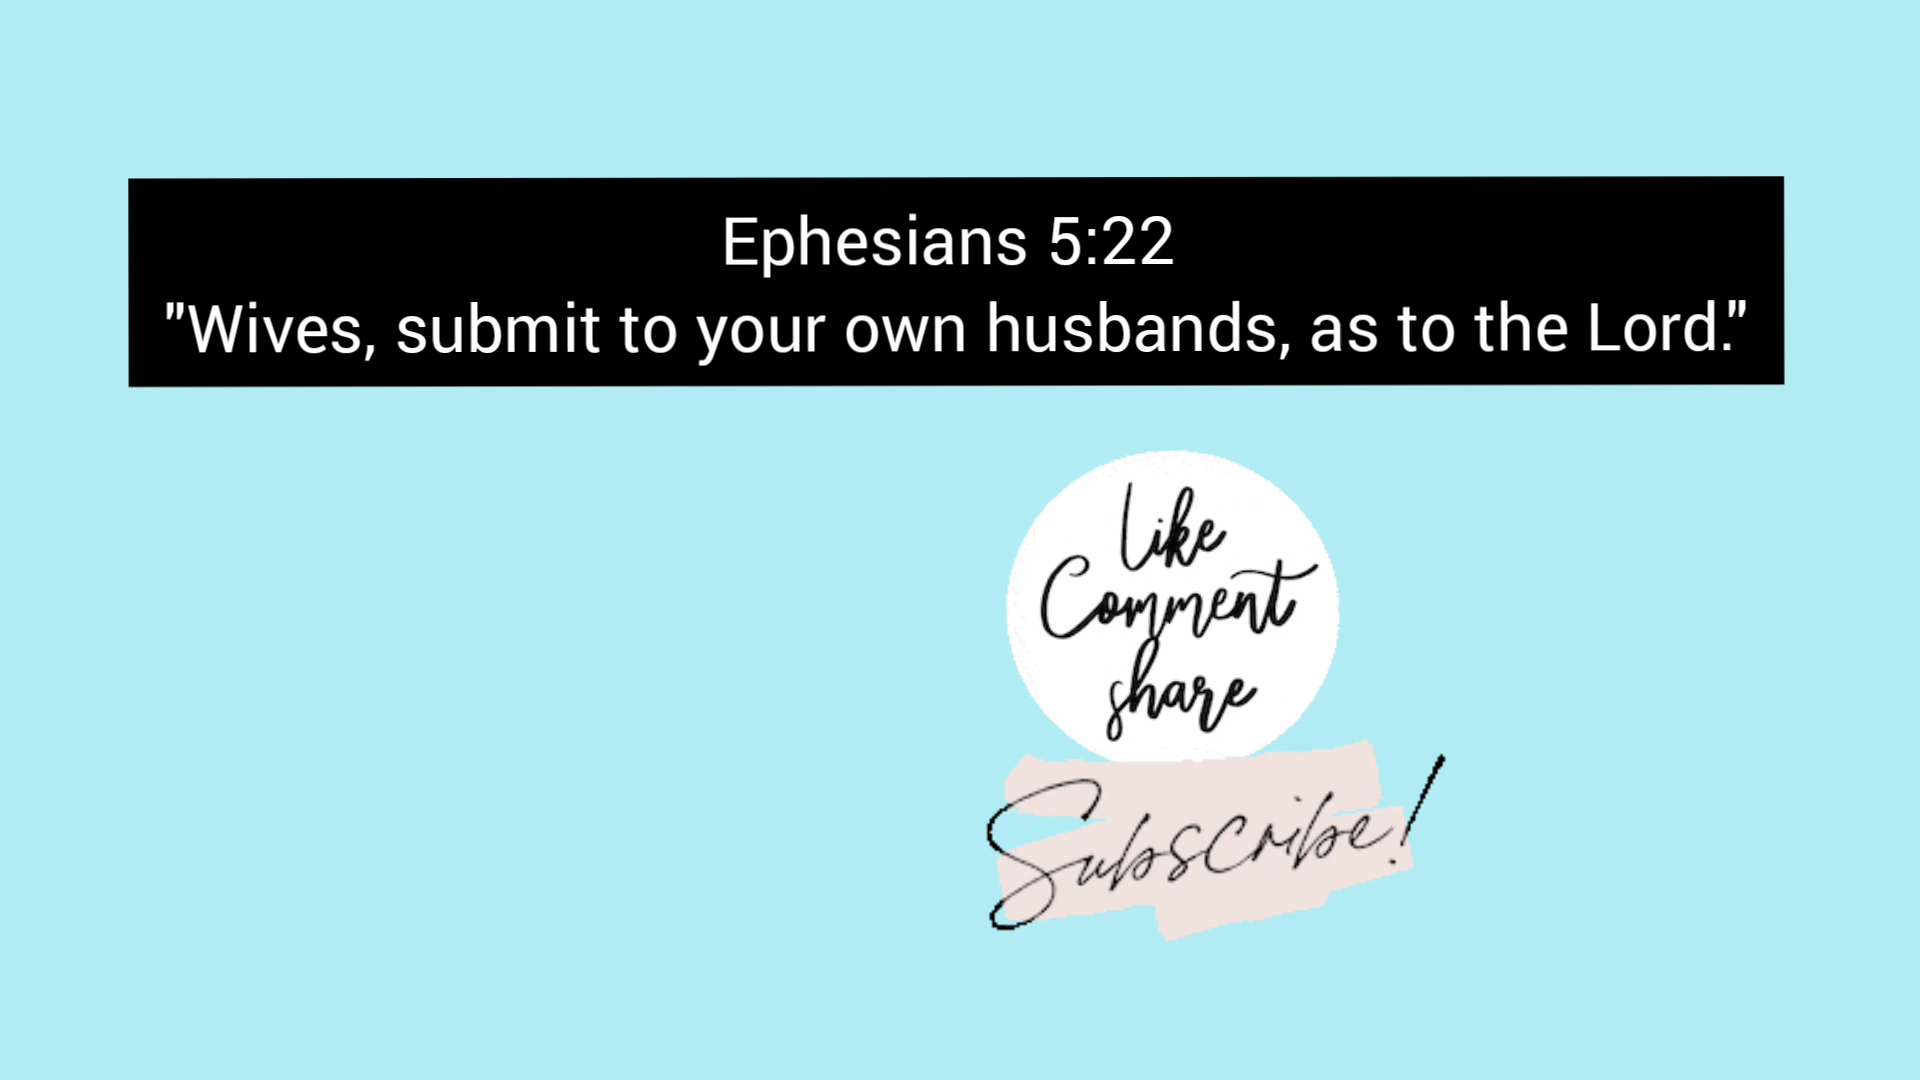 Ephesians 5:22
"Wives, submit to your own husbands, as to the Lord."
like
Comment
share
Subscribe!